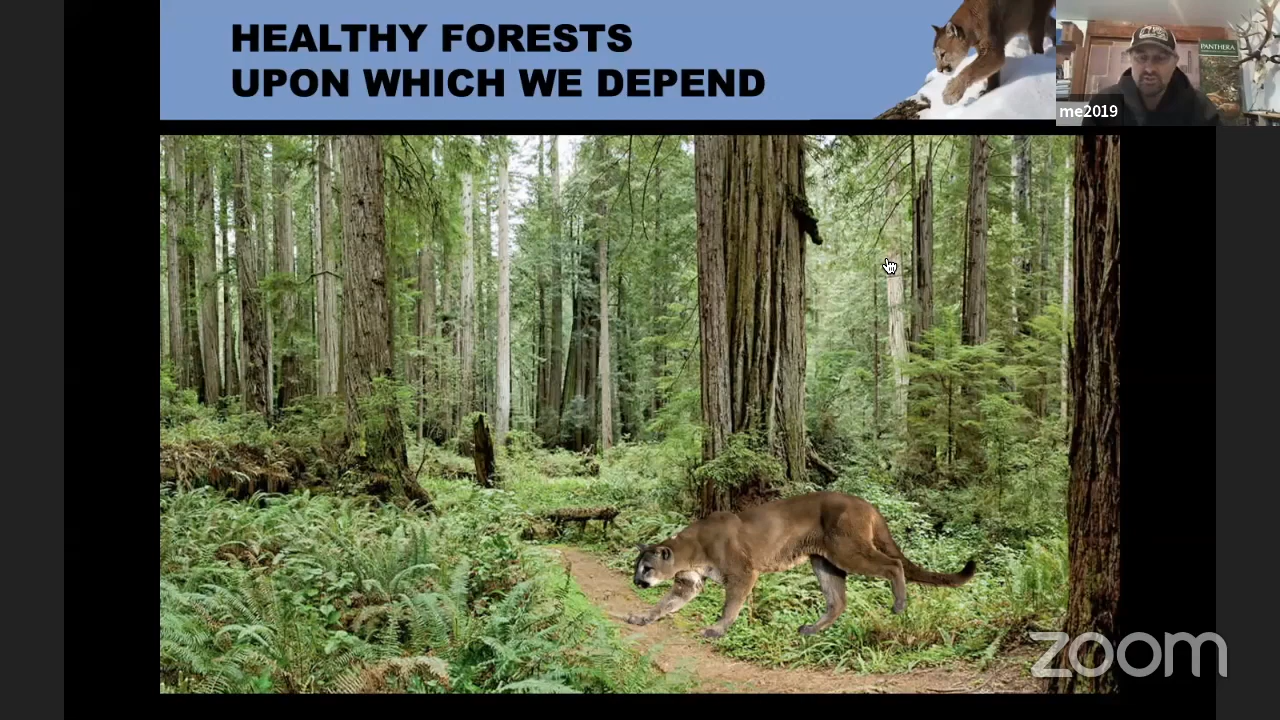 HEALTHY FORESTS
UPON WHICH WE DEPEND
PANTHERA
me2019
zoom